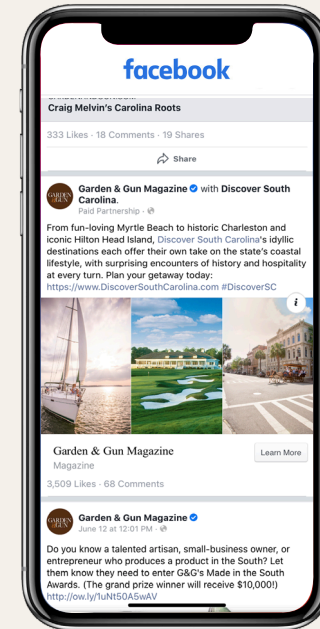 facebook
Craig Melvin's Carolina Roots
333 Likes · 18 Comments · 19 Shares
Share
GARDEN
&GUN
Garden & Gun Magazine with Discover South
Carolina.
Paid Partnership ·
From fun-loving Myrtle Beach to historic Charleston and
iconic Hilton Head Island, Discover South Carolina's idyllic
destinations each offer their own take on the state's coastal
lifestyle, with surprising encounters of history and hospitality
at every turn. Plan your getaway today:
https://www.DiscoverSouthCarolina.com #DiscoverSC
i
Garden & Gun Magazine
Learn More
Magazine
3,509 Likes · 68 Comments
GARDEN
&GUN
Garden & Gun Magazine
June 12 at 12:01 PM ·
Do you know a talented artisan, small-business owner, or
entrepreneur who produces a product in the South? Let
them know they need to enter G&G's Made in the South
Awards. (The grand prize winner will receive $10,000!)
http://ow.ly/1uNt50A5wAV